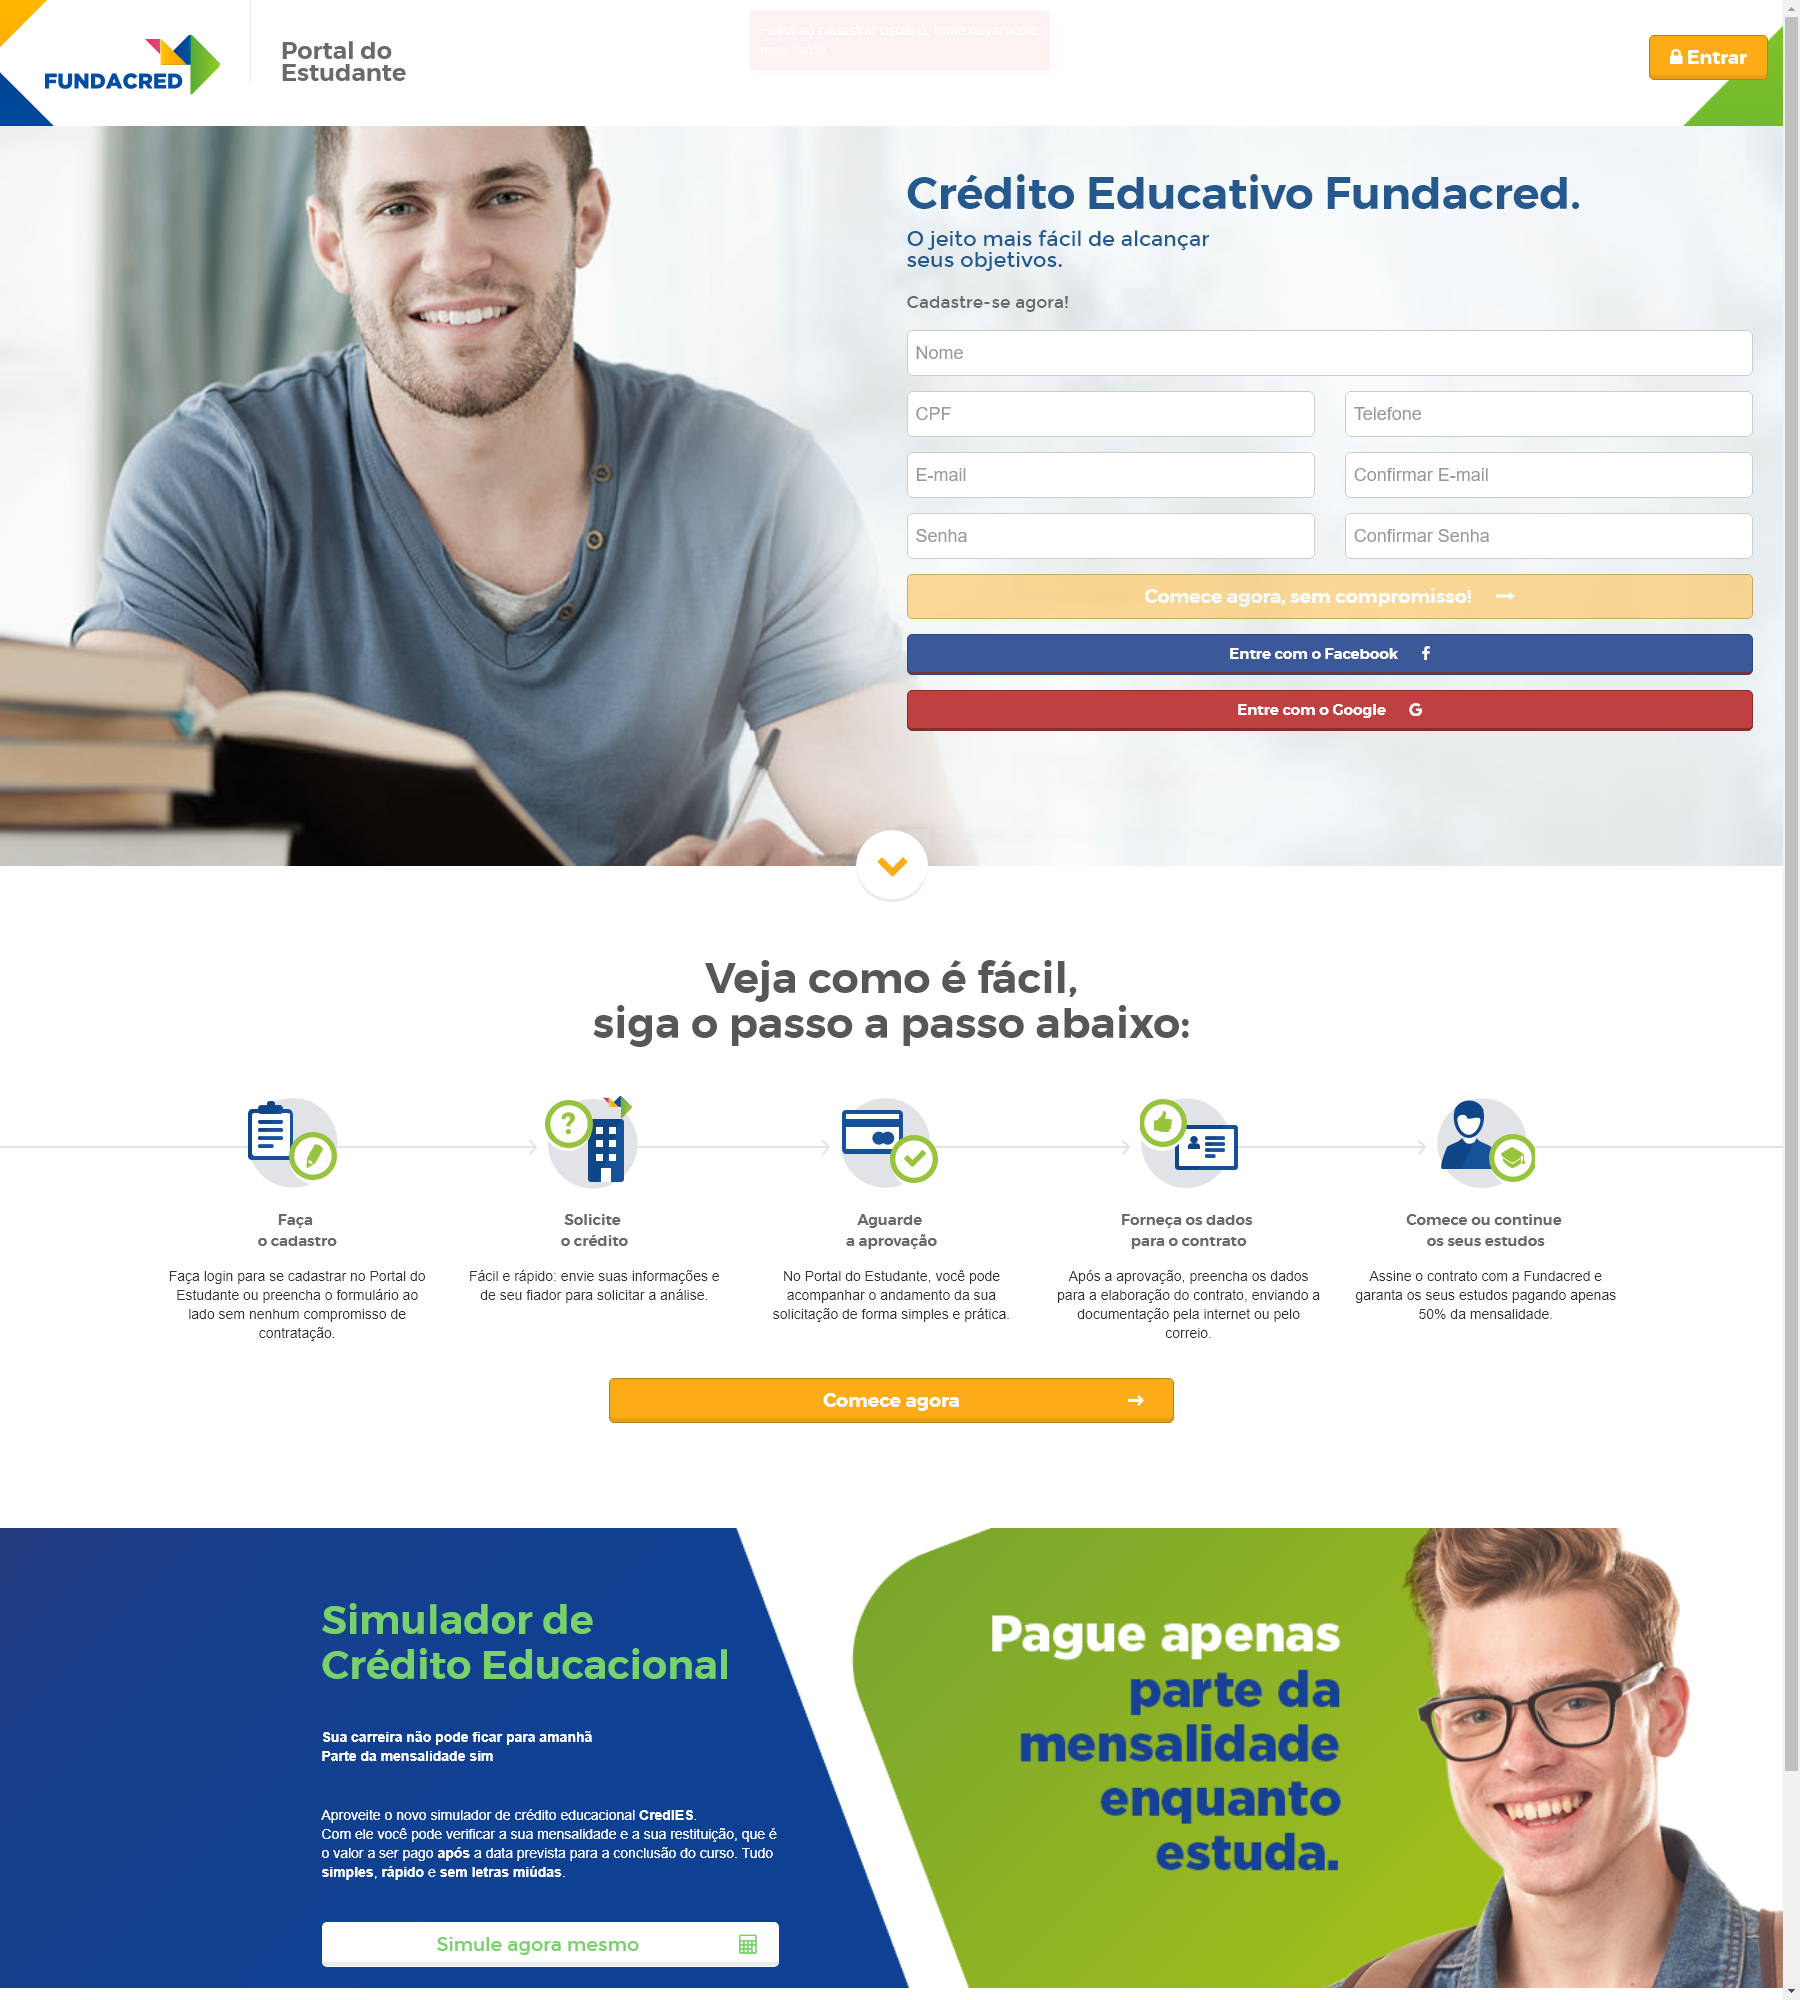 FUNDACRED
Portal do
Estudante
Falha ao cadastrar usuário, tente novamente
mais tarde.
Entrar
Crédito Educativo Fundacred.
O jeito mais fácil de alcançar
seus objetivos.
Cadastre-se agora!
Nome
CPF
Telefone
E-mail
Confirmar E-mail
Senha
Confirmar Senha
Comece agora, sem compromisso!
Entre com o Facebook
Entre com o Google
Veja como é fácil,
siga o passo a passo abaixo:
Faça
o cadastro
Faça login para se cadastrar no Portal do
Estudante ou preencha o formulário ao
lado sem nenhum compromisso de
contratação.
Solicite
o crédito
Fácil e rápido: envie suas informações e
de seu fiador para solicitar a análise.
Aguarde
a aprovação
No Portal do Estudante, você pode
acompanhar o andamento da sua
solicitação de forma simples e prática.
Forneça os dados
para o contrato
Após a aprovação, preencha os dados
para a elaboração do contrato, enviando a
documentação pela internet ou pelo
correio.
Comece ou continue
os seus estudos
Assine o contrato com a Fundacred e
garanta os seus estudos pagando apenas
50% da mensalidade.
Comece agora
Simulador de
Crédito Educacional
Sua carreira não pode ficar para amanhã
Parte da mensalidade sim
Aproveite o novo simulador de crédito educacional CredIES.
Com ele você pode verificar a sua mensalidade e a sua restituição, que é
o valor a ser pago após a data prevista para a conclusão do curso. Tudo
simples, rápido e sem letras miúdas.
Simule agora mesmo
Pague apenas
parte da
mensalidade
enquanto
estuda.